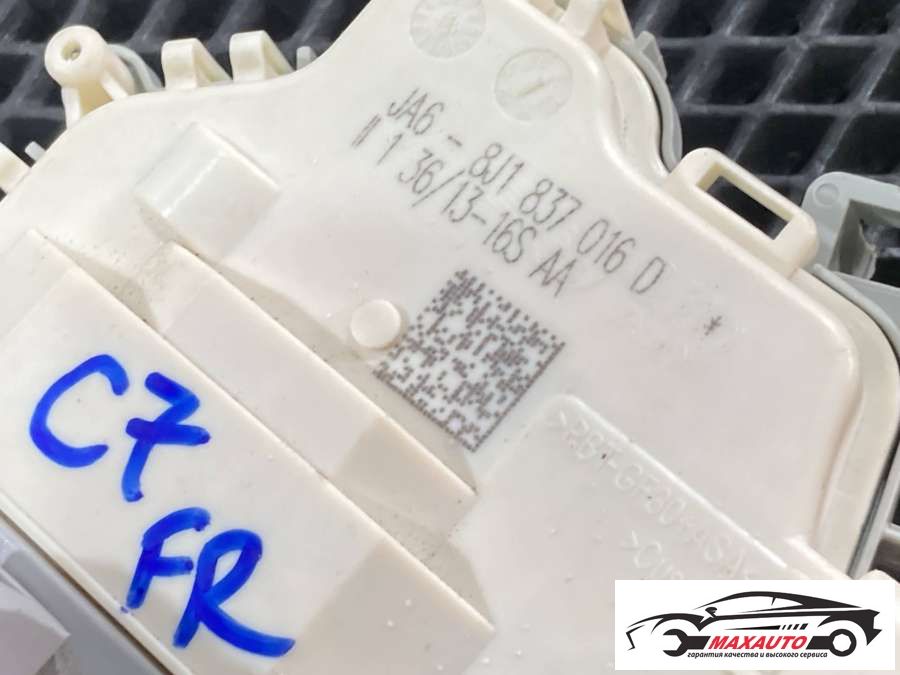 JA6 - 8J1 837 016 D *
II 1 36/13-16S AA
C7
FR
MAXAUTO
гарантия качества и высокого сервиса